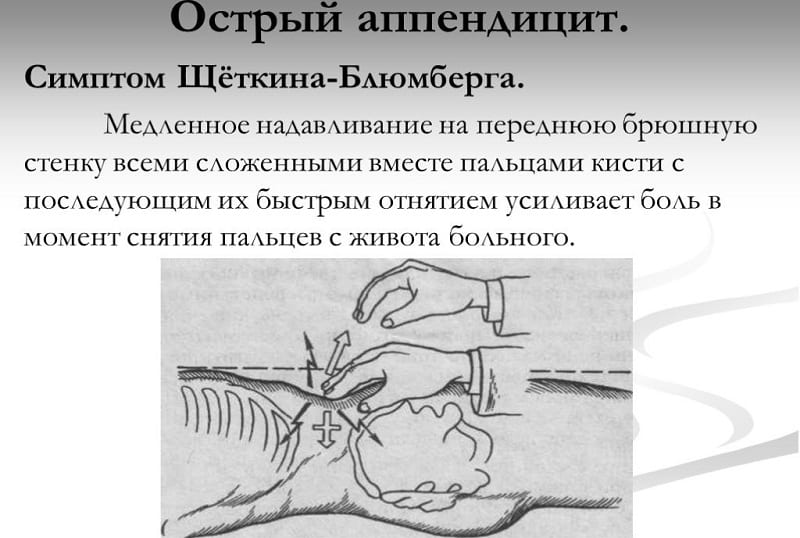 Острый аппендицит.
Симптом Щёткина-Блюмберга.
Медленное надавливание на переднюю брюшную
стенку всеми сложенными вместе пальцами кисти с
последующим их быстрым отнятием усиливает боль в
момент снятия пальцев с живота больного.